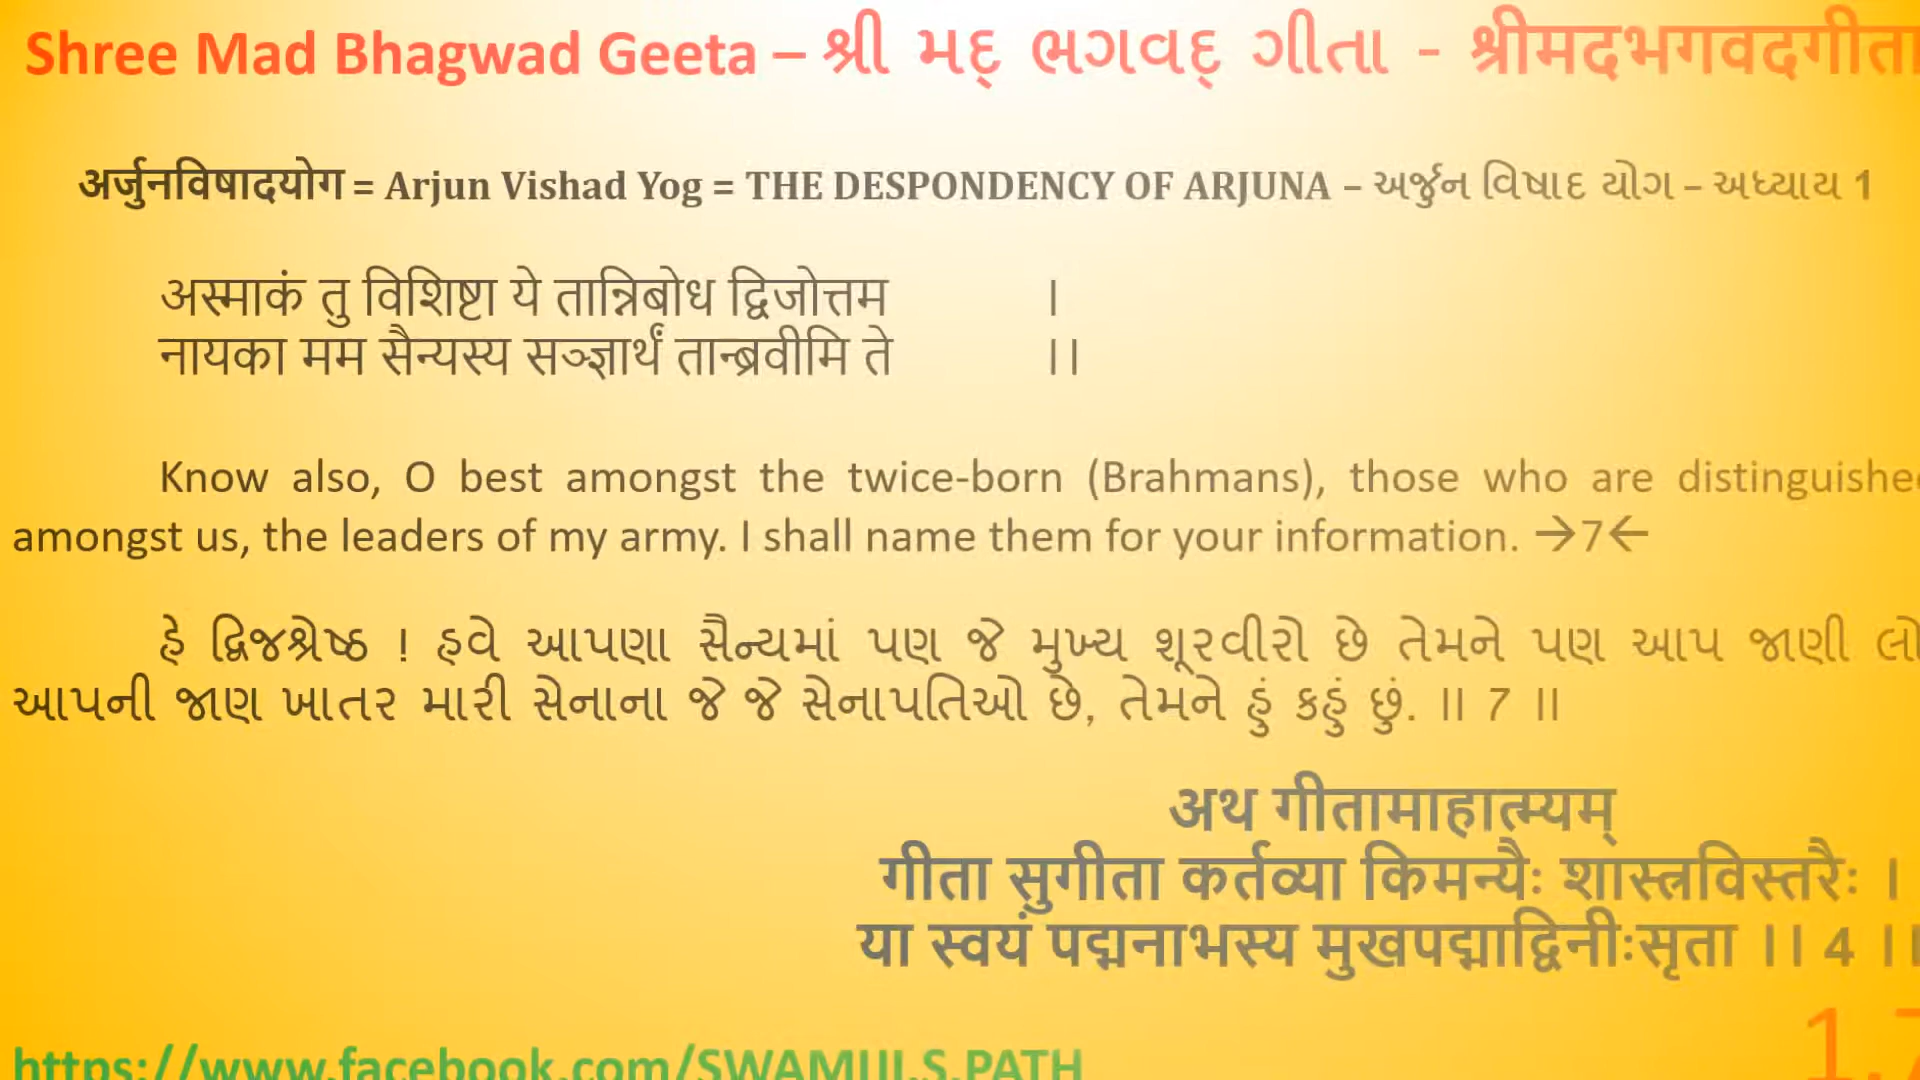 Shree Mad Bhagwad Geeta – શ્રી મદ્ ભગવદ્ ગીતા - श्रीमदभगवदगीता
अर्जुनविषादयोग = Arjun Vishad Yog = THE DESPONDENCY OF ARJUNA – અર્જુન વિષાદ યોગ – અધ્યાય 1
अस्माकं तु विशिष्टा ये तान्निबोध द्विजोत्तम ।
नायका मम सैन्यस्य सञ्ज्ञार्थं तान्ब्रवीमि ते ।।
Know also, O best amongst the twice-born (Brahmans), those who are distinguished
amongst us, the leaders of my army. I shall name them for your information. →7←
હે દ્વિજશ્રેષ્ઠ ! હવે આપણા સૈન્યમાં પણ જે મુખ્ય શૂરવીરો છે તેમને પણ આપ જાણી લો
આપની જાણ ખાતર મારી સેનાના જે જે સેનાપતિઓ છે, તેમને હું કહું છું. ।। 7 ।।
अथ गीतामाहात्म्यम्
गीता सुगीता कर्तव्या किमन्यैः शास्त्रविस्तरैः ।
या स्वयं पद्मनाभस्य मुखपद्माद्विनीःसृता ।। 4 ।।
https://www.facebook.com/SWAMIJI.S.PATH
1.7